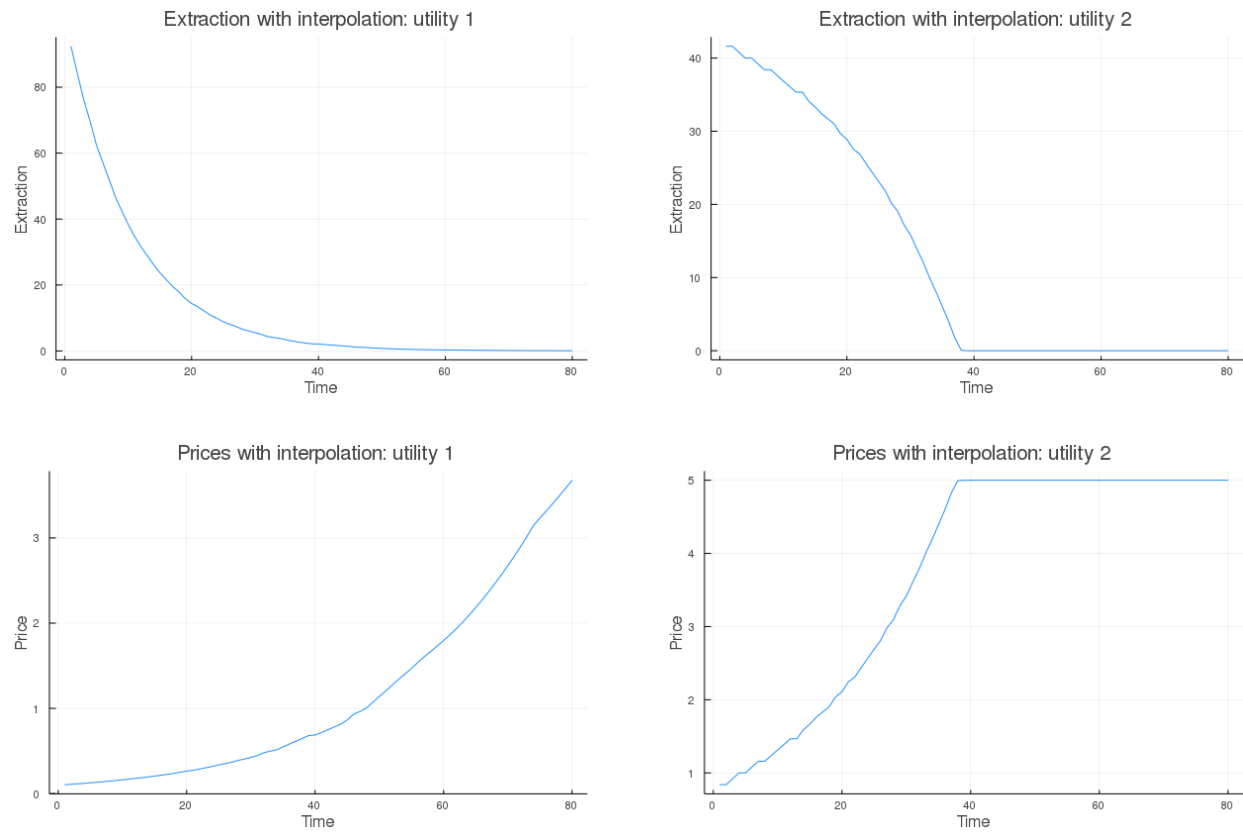 Extraction with interpolation: utility 1
80
60
40
20
0
Extraction
0 20 40 60 80
Time
Extraction with interpolation: utility 2
40
30
20
10
0
Extraction
0 20 40 60 80
Time
Prices with interpolation: utility 1
3
2
1
0
Price
0 20 40 60 80
Time
Prices with interpolation: utility 2
5
4
3
2
1
Price
0 20 40 60 80
Time